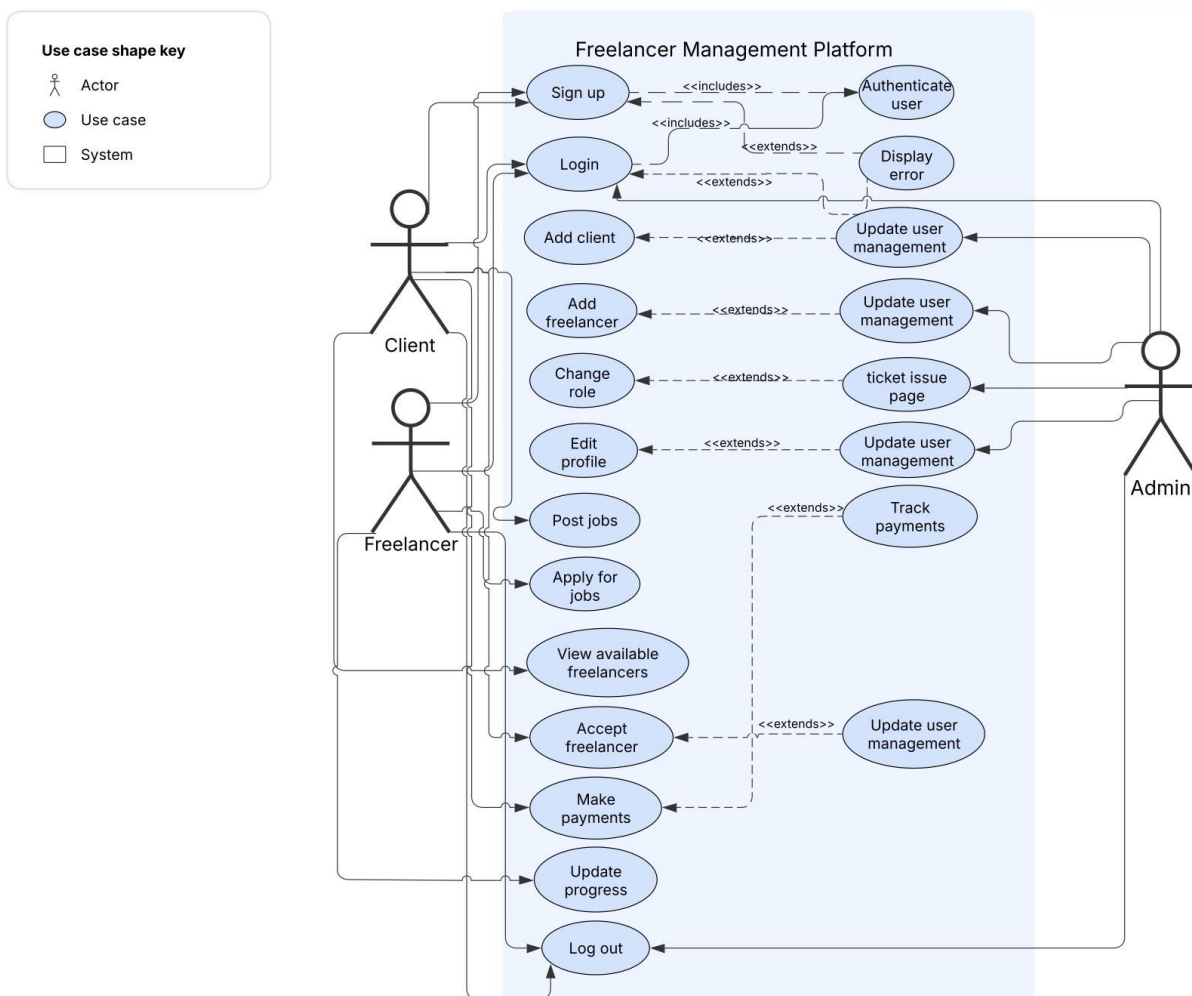 Use case shape key
Actor
Use case
System
Freelancer Management Platform
Sign up
<<includes>>
Authenticate
user
<<includes>>
Login
<<extends>>
Display
error
<<extends>>
Add client
<<extends>>
Update user
management
Add
freelancer
<<extends>>
Update user
management
Change
role
<<extends>>
ticket issue
page
Edit
profile
<<extends>>
Update user
management
Post jobs
<<extends>>
Track
payments
Apply for
jobs
View available
freelancers
Accept
freelancer
<<extends>>
Update user
management
Make
payments
Update
progress
Log out
Client
Freelancer
Admin